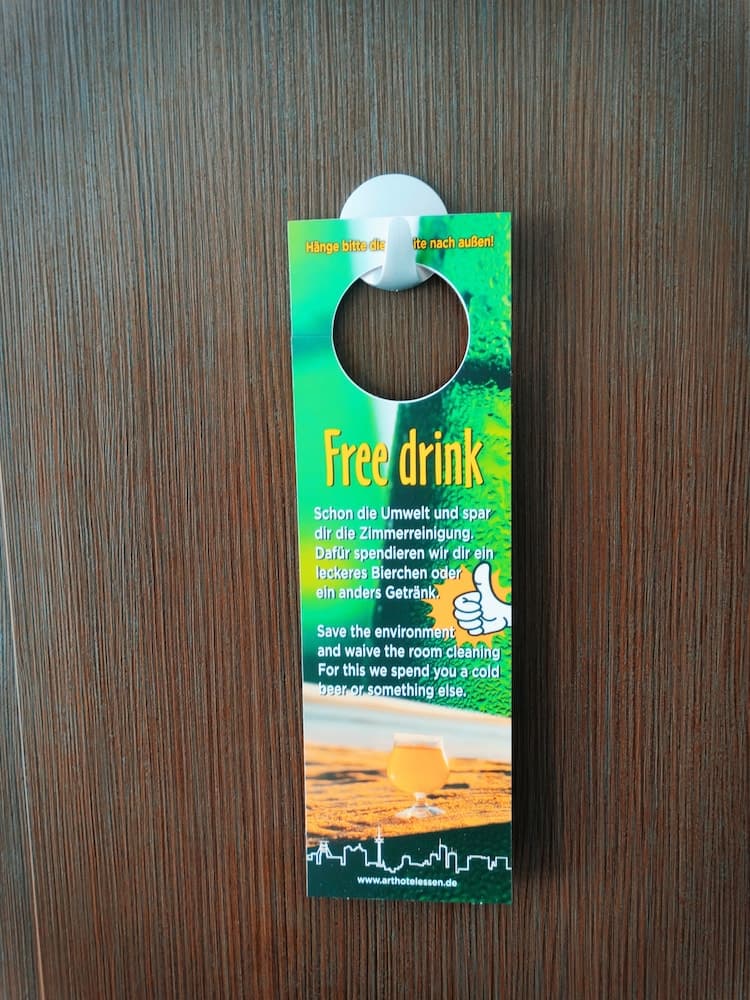 Hänge bitte die ite nach außen!
Free drink
Schon die Umwelt und spar
dir die Zimmerreinigung.
Dafür spendieren wir dir ein
leckeres Bierchen oder
ein anders Getränk.
Save the environment
and waive the room cleaning
For this we spend you a cold
beer or something else.
www.arthotelessen.de